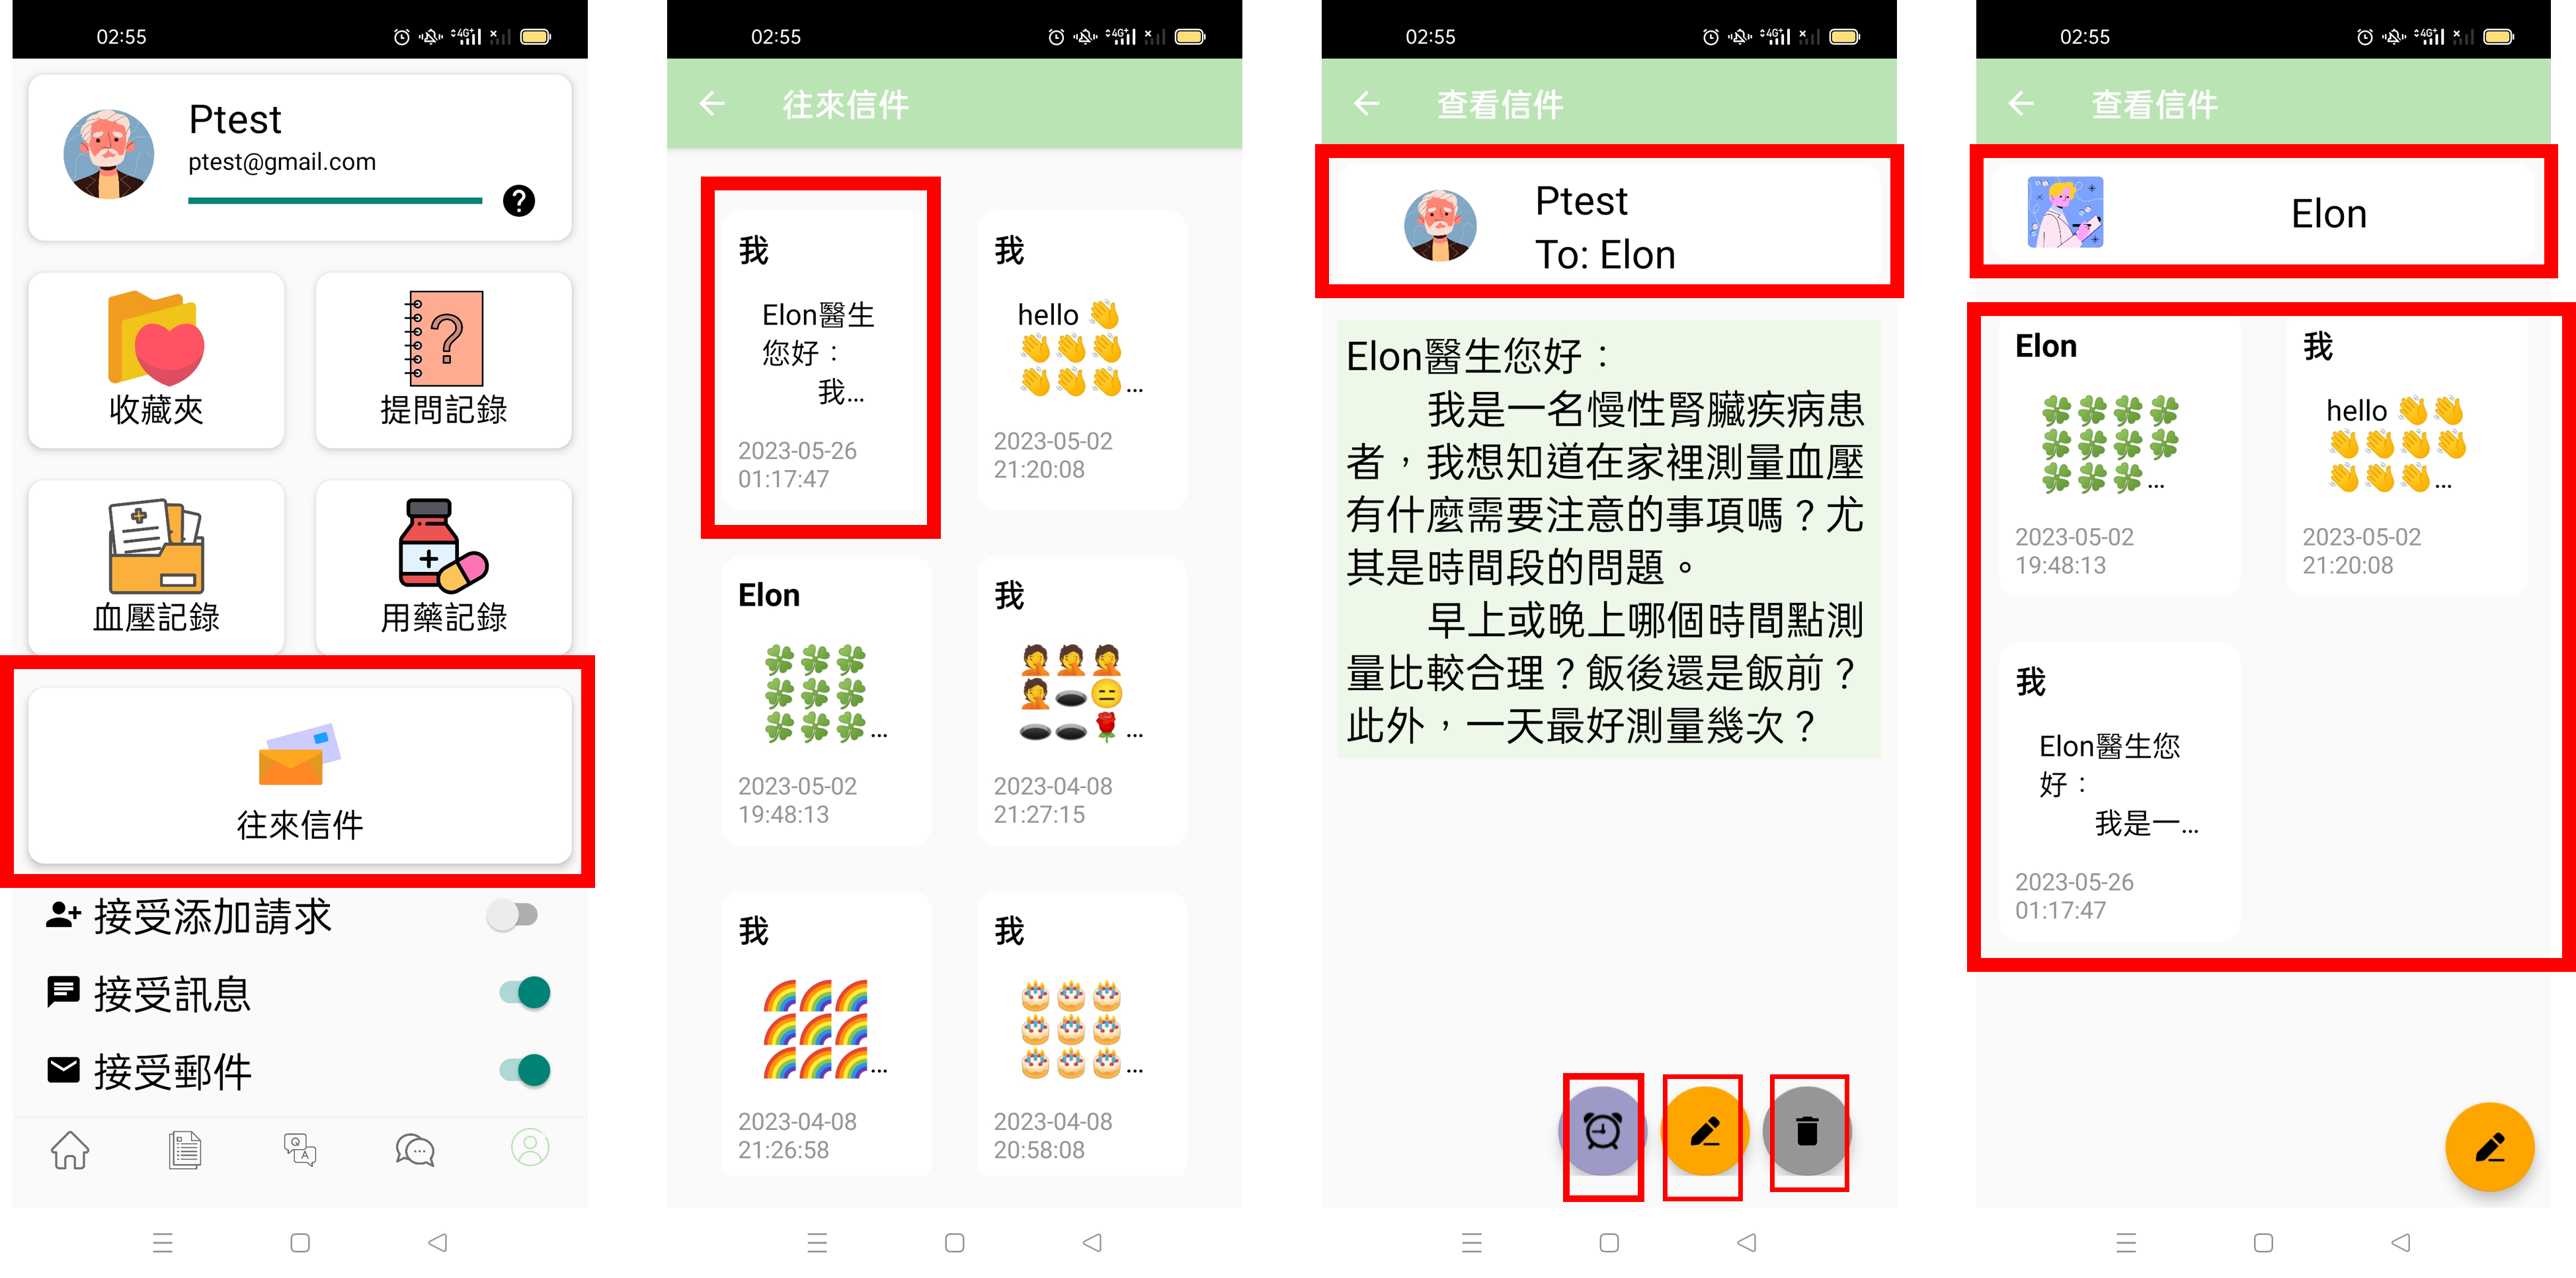 02:55
4G+
Ptest
ptest@gmail.com
收藏夾
提問記錄
血壓記錄
用藥記錄
往來信件
接受添加請求
接受訊息
接受郵件
02:55
4G+
往來信件
我
Elon醫生
您好：
我...
2023-05-26
01:17:47
我
hello 👋
👋👋👋
👋👋👋...
2023-05-02
21:20:08
Elon
🍀🍀🍀
🍀🍀🍀
🍀🍀🍀...
2023-05-02
19:48:13
我
🤦🤦🤦
🤦🕳️😑
🕳️🕳️🌹...
2023-04-08
21:27:15
我
🌈🌈🌈
🌈🌈🌈
🌈🌈🌈...
2023-04-08
21:26:58
我
🎂🎂🎂
🎂🎂🎂
🎂🎂🎂...
2023-04-08
20:58:08
02:55
4G+
查看信件
Ptest
To: Elon
Elon醫生您好：
我是一名慢性腎臟疾病患
者，我想知道在家裡測量血壓
有什麼需要注意的事項嗎？尤
其是時間段的問題。
早上或晚上哪個時間點測
量比較合理？飯後還是飯前？
此外，一天最好測量幾次？
02:55
4G+
查看信件
Elon
Elon
🍀🍀🍀🍀
🍀🍀🍀🍀
🍀🍀🍀...
2023-05-02
19:48:13
我
hello 👋👋
👋👋👋👋
👋👋👋...
2023-05-02
21:20:08
我
Elon醫生您
好：
我是一...
2023-05-26
01:17:47